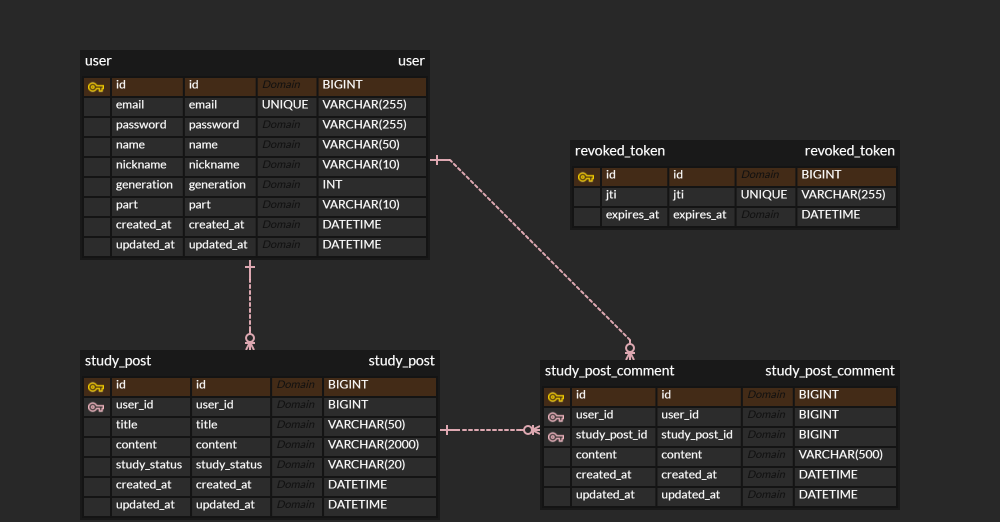 user user
id id Domain BIGINT
email email UNIQUE VARCHAR(255)
password password Domain VARCHAR(255)
name name Domain VARCHAR(50)
nickname nickname Domain VARCHAR(10)
generation generation Domain INT
part part Domain VARCHAR(10)
created_at created_at Domain DATETIME
updated_at updated_at Domain DATETIME
revoked_token revoked_token
id id Domain BIGINT
jti jti UNIQUE VARCHAR(255)
expires_at expires_at Domain DATETIME
study_post study_post
id id Domain BIGINT
user_id user_id Domain BIGINT
title title Domain VARCHAR(50)
content content Domain VARCHAR(2000)
study_status study_status Domain VARCHAR(20)
created_at created_at Domain DATETIME
updated_at updated_at Domain DATETIME
study_post_comment study_post_comment
id id Domain BIGINT
user_id user_id Domain BIGINT
study_post_id study_post_id Domain BIGINT
content content Domain VARCHAR(500)
created_at created_at Domain DATETIME
updated_at updated_at Domain DATETIME